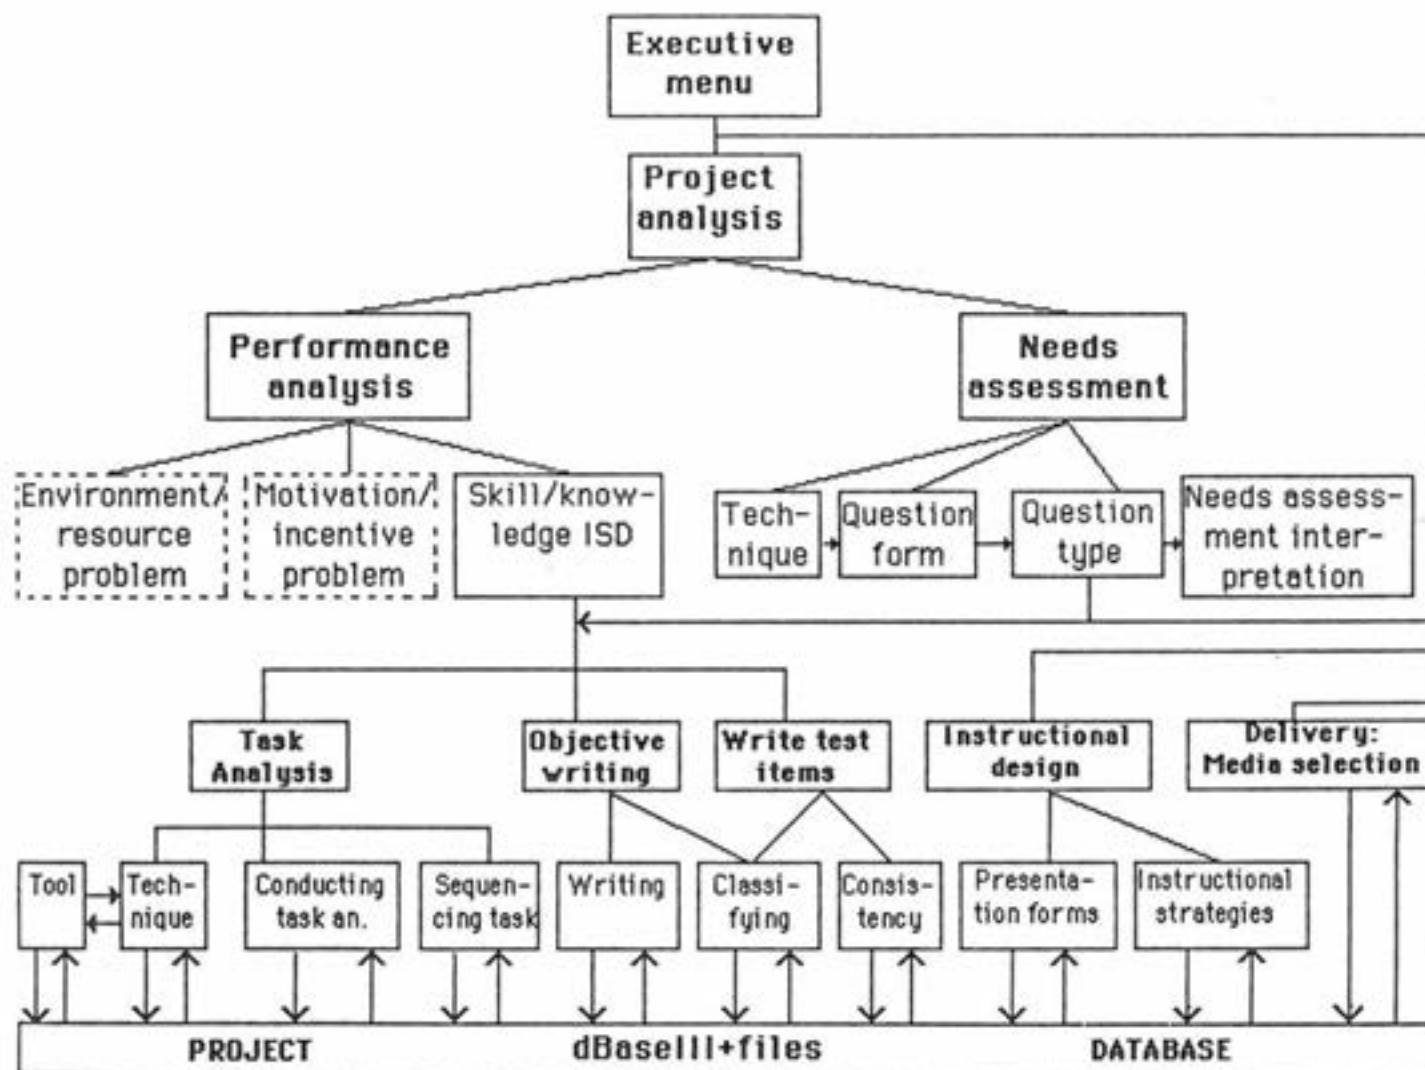 Executive
menu
Project
analysis
Performance
analysis
Needs
assessment
Environment/
resource
problem
Motivation/
incentive
problem
Skill/know-
ledge ISD
Tech-
nique
Question
form
Question
type
Needs assess-
ment inter-
pretation
Task
Analysis
Objective
writing
Write test
items
Instructional
design
Delivery:
Media selection
Tool
Tech-
nique
Conducting
task an.
Sequen-
cing task
Writing
Classi-
fying
Consis-
tency
Presenta-
tion forms
Instructional
strategies
PROJECT dBaseIII+files DATABASE